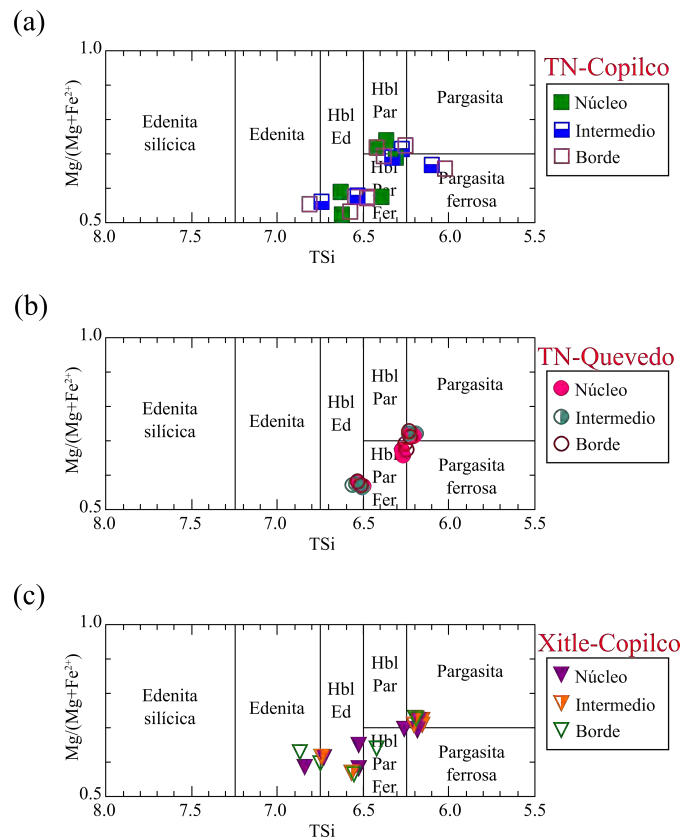 (a)
TN-Copilco
Núcleo
Intermedio
Borde
Mg/(Mg+Fe²⁺)
1.0
0.5
Edenita
silícica
Edenita
Hbl
Ed
Hbl
Par
Pargasita
Hbl
Par
Fer
Pargasita
ferrosa
8.0 7.5 7.0 6.5 6.0 5.5
TSi
(b)
TN-Quevedo
Núcleo
Intermedio
Borde
Mg/(Mg+Fe²⁺)
1.0
0.5
Edenita
silícica
Edenita
Hbl
Ed
Hbl
Par
Pargasita
Hbl
Par
Fer
Pargasita
ferrosa
8.0 7.5 7.0 6.5 6.0 5.5
TSi
(c)
Xitle-Copilco
Núcleo
Intermedio
Borde
Mg/(Mg+Fe²⁺)
1.0
0.5
Edenita
silícica
Edenita
Hbl
Ed
Hbl
Par
Pargasita
Hbl
Par
Fer
Pargasita
ferrosa
8.0 7.5 7.0 6.5 6.0 5.5
TSi